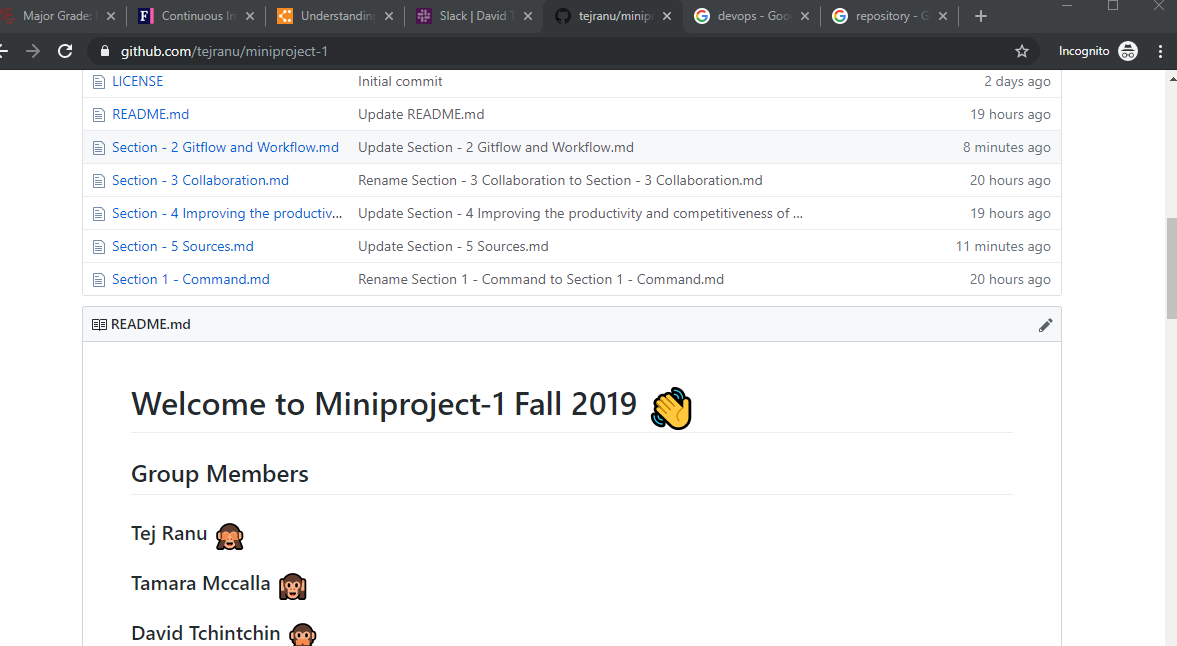 Major Grade:
Continuous In
Understanding
Slack | David T
tejranu/minip
devops - Goo
repository - G
github.com/tejranu/miniproject-1
Incognito
LICENSE Initial commit 2 days ago
README.md Update README.md 19 hours ago
Section - 2 Gitflow and Workflow.md Update Section - 2 Gitflow and Workflow.md 8 minutes ago
Section - 3 Collaboration.md Rename Section - 3 Collaboration to Section - 3 Collaboration.md 20 hours ago
Section - 4 Improving the productiv... Update Section - 4 Improving the productivity and competitiveness of ... 19 hours ago
Section - 5 Sources.md Update Section - 5 Sources.md 11 minutes ago
Section 1 - Command.md Rename Section 1 - Command to Section 1 - Command.md 20 hours ago
README.md
Welcome to Miniproject-1 Fall 2019
Group Members
Tej Ranu
Tamara Mccalla
David Tchintchin